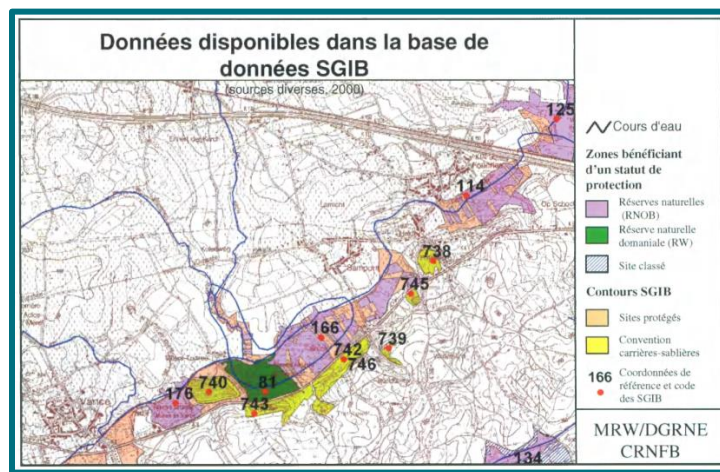 Données disponibles dans la base de
données SGIB
(sources diverses, 2000)
125
114
738
745
166
739
742
746
176
740
81
743
Vance
134
Cours d'eau
Zones bénéficiant
d'un statut de
protection
Réserves naturelles
(RNOB)
Réserve naturelle
domaniale (RW)
Site classé
Contours SGIB
Sites protégés
Convention
carrières-sablières
166
Coordonnées de
référence et code
des SGIB
MRW/DGRNE
CRNFB